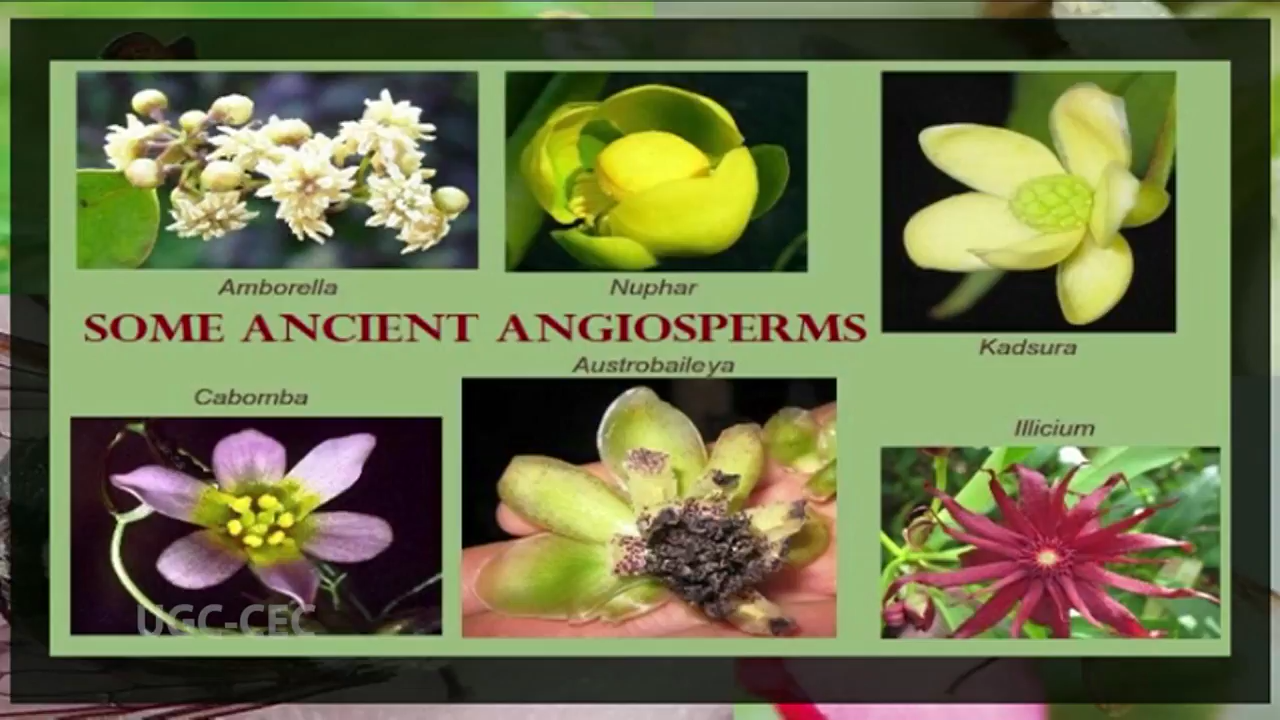 Amborella
Nuphar
Kadsura
SOME ANCIENT ANGIOSPERMS
Austrobaileya
Cabomba
Illicium
UGC-CEC